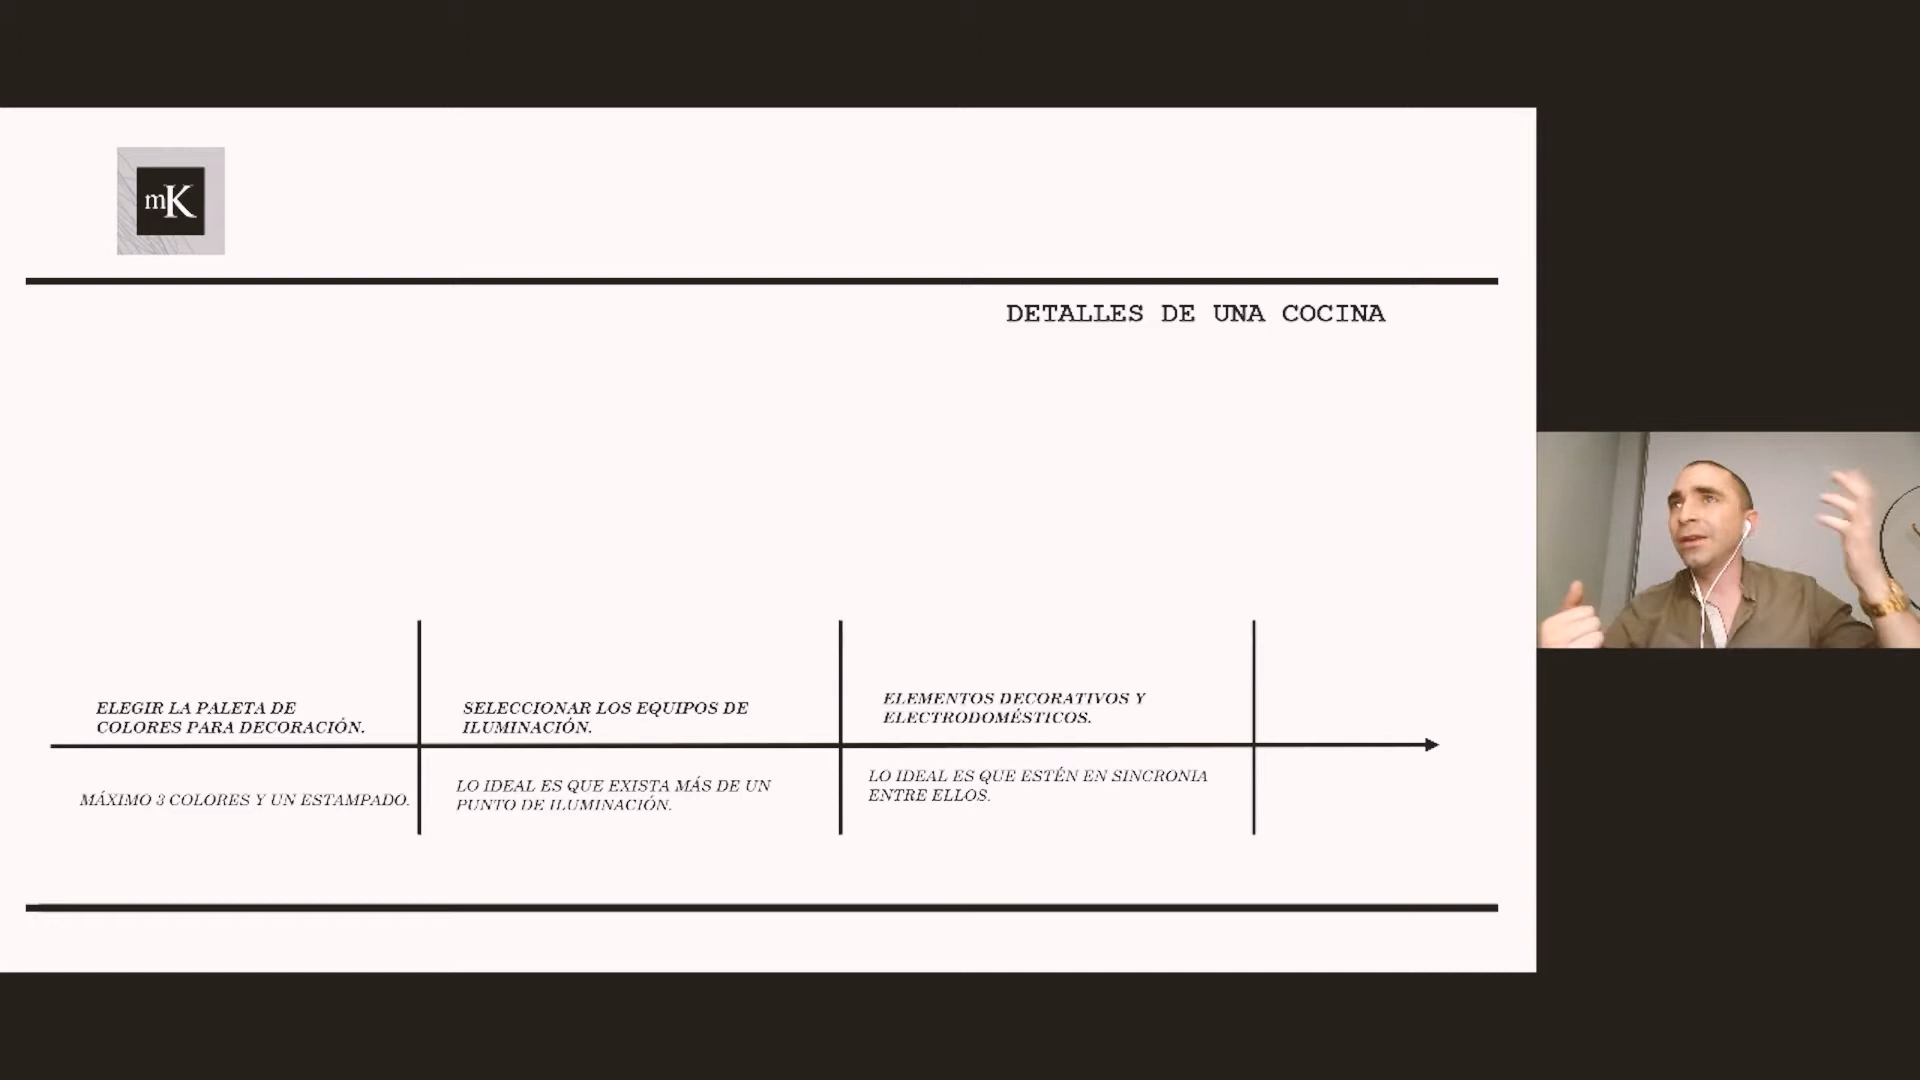 mK
DETALLES DE UNA COCINA
ELEGIR LA PALETA DE
COLORES PARA DECORACIÓN.
MÁXIMO 3 COLORES Y UN ESTAMPADO.
SELECCIONAR LOS EQUIPOS DE
ILUMINACIÓN.
LO IDEAL ES QUE EXISTA MÁS DE UN
PUNTO DE ILUMINACIÓN.
ELEMENTOS DECORATIVOS Y
ELECTRODOMÉSTICOS.
LO IDEAL ES QUE ESTÉN EN SINCRONIA
ENTRE ELLOS.